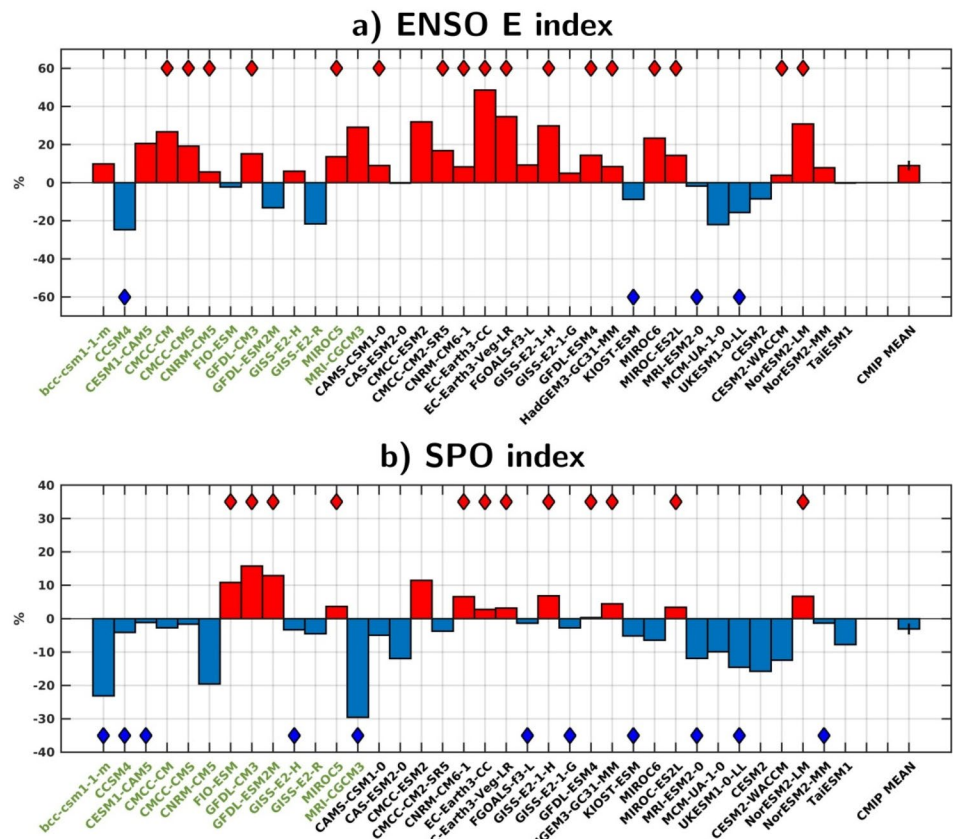 a) ENSO E index
60
40
20
0
-20
-40
-60
%
bcc-csm1-1-m
CCSM4
CESM1-CAM5
CMCC-CM
CMCC-CMS
CNRM-CM5
FIO-ESM
GFDL-CM3
GFDL-ESM2M
GISS-E2-H
GISS-E2-R
MIROC5
MRI-CGCM3
CAMS-CSM1-0
CAS-ESM2-0
CMCC-ESM2
CMCC-CM2-SR5
CNRM-CM6-1
EC-Earth3-CC
EC-Earth3-Veg-LR
FGOALS-f3-L
GISS-E2-1-H
GISS-E2-1-G
GFDL-ESM4
HadGEM3-GC31-MM
KIOST-ESM
MIROC6
MIROC-ES2L
MRI-ESM2-0
MCM-UA-1-0
UKESM1-0-LL
CESM2
CESM2-WACCM
NorESM2-LM
NorESM2-MM
TaiESM1
CMIP MEAN
b) SPO index
40
30
20
10
0
-10
-20
-30
-40
%
bcc-csm1-1-m
CCSM4
CESM1-CAM5
CMCC-CM
CMCC-CMS
CNRM-CM5
FIO-ESM
GFDL-CM3
GFDL-ESM2M
GISS-E2-H
GISS-E2-R
MIROC5
MRI-CGCM3
CAMS-CSM1-0
CAS-ESM2-0
CMCC-ESM2
CMCC-CM2-SR5
CNRM-CM6-1
EC-Earth3-CC
C-Earth3-Veg-LR
FGOALS-f3-L
GISS-E2-1-H
GISS-E2-1-G
GFDL-ESM4
GEM3-GC31-MM
KIOST-ESM
MIROC6
MIROC-ES2L
MRI-ESM2-0
MCM-UA-1-0
UKESM1-0-LL
CESM2
CESM2-WACCM
NorESM2-LM
NorESM2-MM
TaiESM1
CMIP MEAN